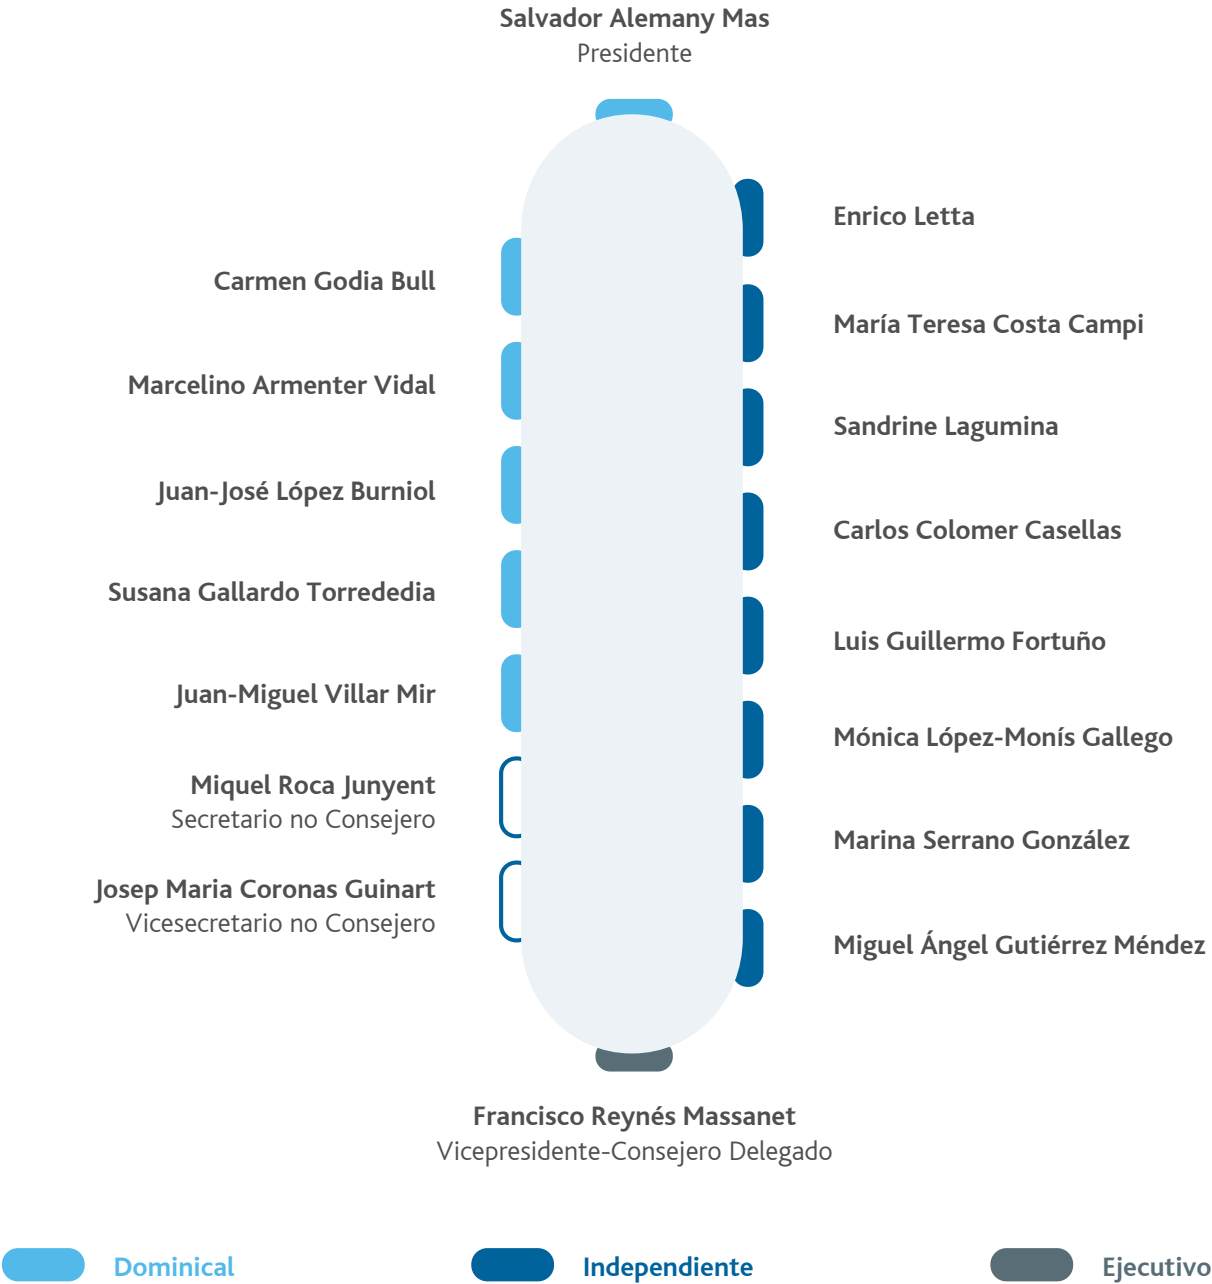 Salvador Alemany Mas
Presidente
Carmen Godia Bull
Marcelino Armenter Vidal
Juan-José López Burniol
Susana Gallardo Torrededia
Juan-Miguel Villar Mir
Miquel Roca Junyent
Secretario no Consejero
Josep Maria Coronas Guinart
Vicesecretario no Consejero
Enrico Letta
María Teresa Costa Campi
Sandrine Lagumina
Carlos Colomer Casellas
Luis Guillermo Fortuño
Mónica López-Monís Gallego
Marina Serrano González
Miguel Ángel Gutiérrez Méndez
Francisco Reynés Massanet
Vicepresidente-Consejero Delegado
Dominical
Independiente
Ejecutivo